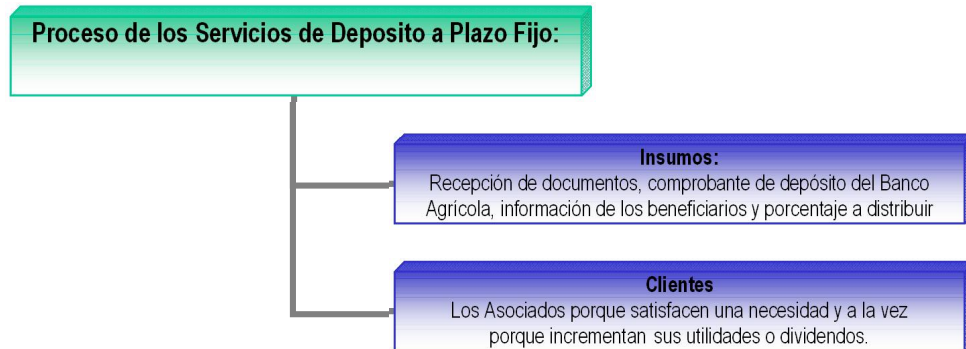 Proceso de los Servicios de Deposito a Plazo Fijo:
Insumos:
Recepción de documentos, comprobante de depósito del Banco
Agrícola, información de los beneficiarios y porcentaje a distribuir
Clientes
Los Asociados porque satisfacen una necesidad y a la vez
porque incrementan sus utilidades o dividendos.